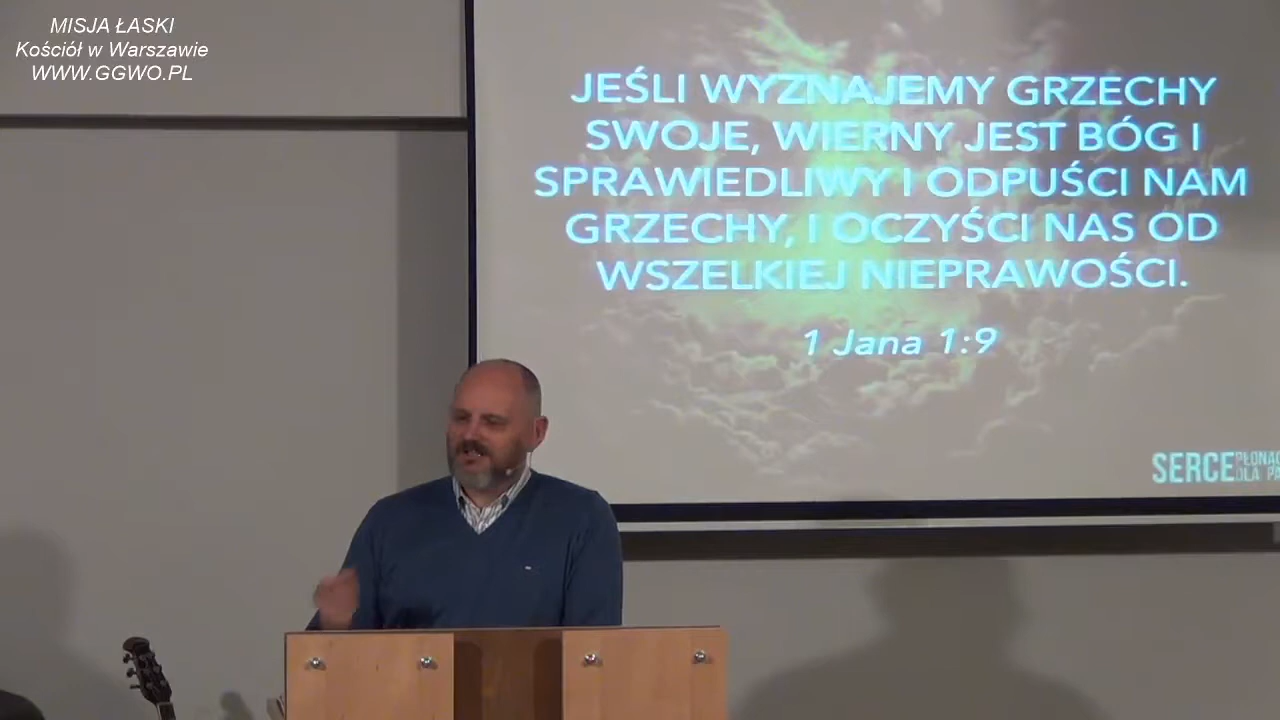 MISJA ŁASKI
Kościół w Warszawie
WWW.GGWO.PL
JEŚLI WYZNAJEMY GRZECHY
SWOJE, WIERNY JEST BÓG I
SPRAWIEDLIWY I ODPUŚCI NAM
GRZECHY, I OCZYŚCI NAS OD
WSZELKIEJ NIEPRAWOŚCI.
1 Jana 1:9
SERCE
DLA